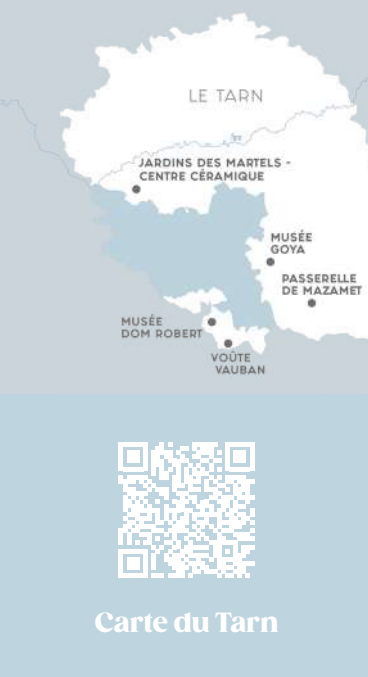 LE TARN
JARDINS DES MARTELS -
CENTRE CÉRAMIQUE
MUSÉE
GOYA
PASSERELLE
DE MAZAMET
MUSÉE
DOM ROBERT
VOÛTE
VAUBAN
Carte du Tarn